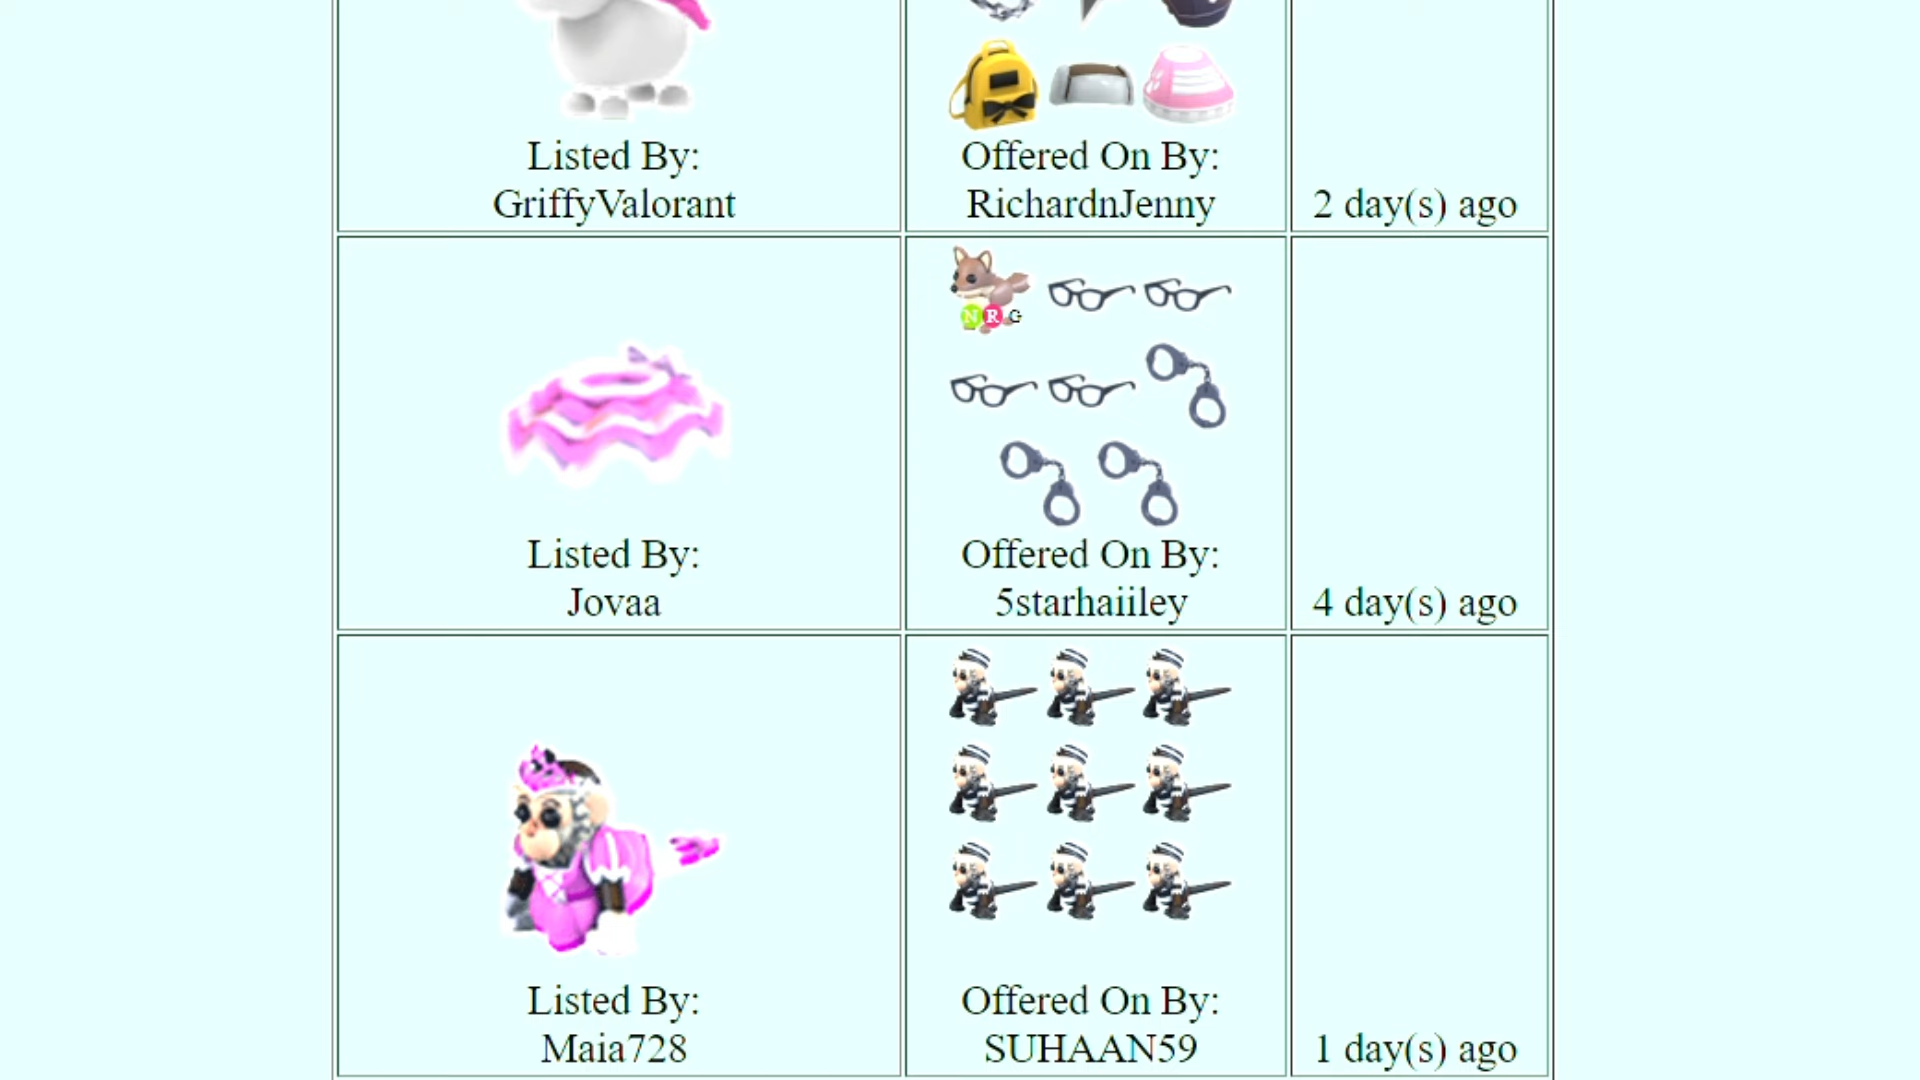 Listed By:
GriffyValorant
Offered On By:
RichardnJenny
2 day(s) ago
N R G
Listed By:
Jovaa
Offered On By:
5starhaiiley
4 day(s) ago
Listed By:
Maia728
Offered On By:
SUHAAN59
1 day(s) ago